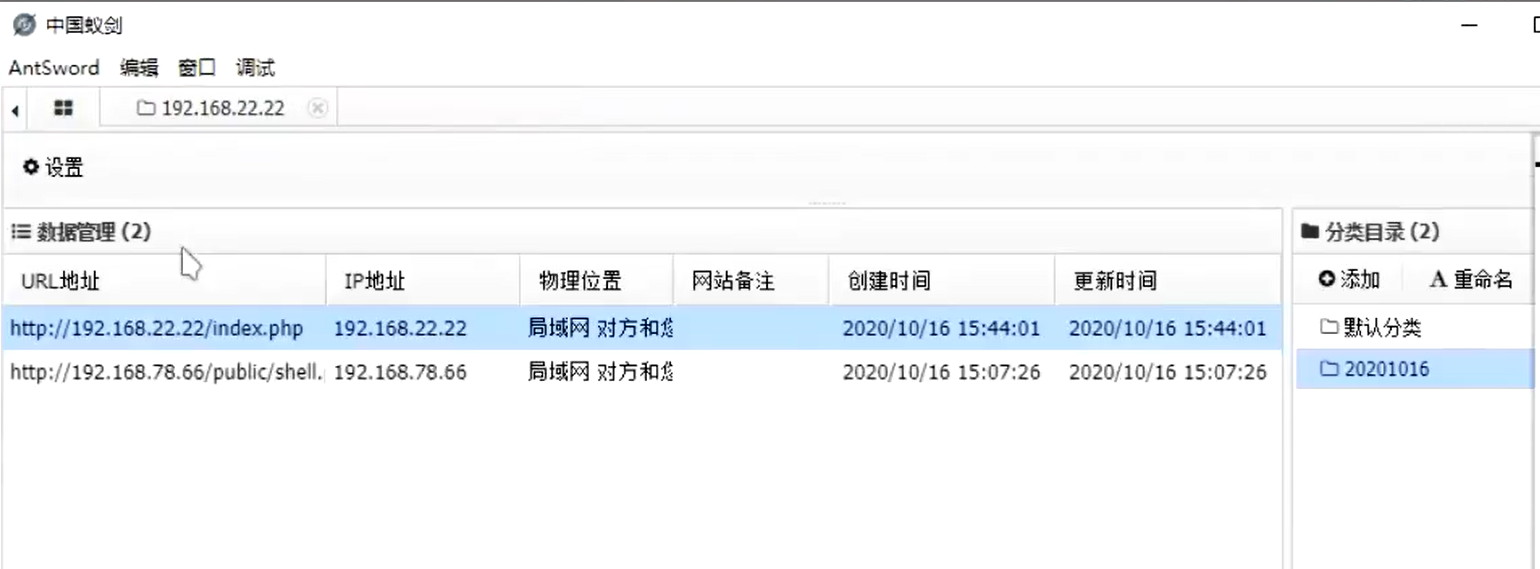 中国蚁剑
AntSword 编辑 窗口 调试
192.168.22.22
设置
数据管理 (2)
URL地址 IP地址 物理位置 网站备注 创建时间 更新时间
http://192.168.22.22/index.php 192.168.22.22 局域网 对方和 2020/10/16 15:44:01 2020/10/16 15:44:01
http://192.168.78.66/public/shell. 192.168.78.66 局域网 对方和 2020/10/16 15:07:26 2020/10/16 15:07:26
分类目录 (2)
添加 A 重命名
默认分类
20201016